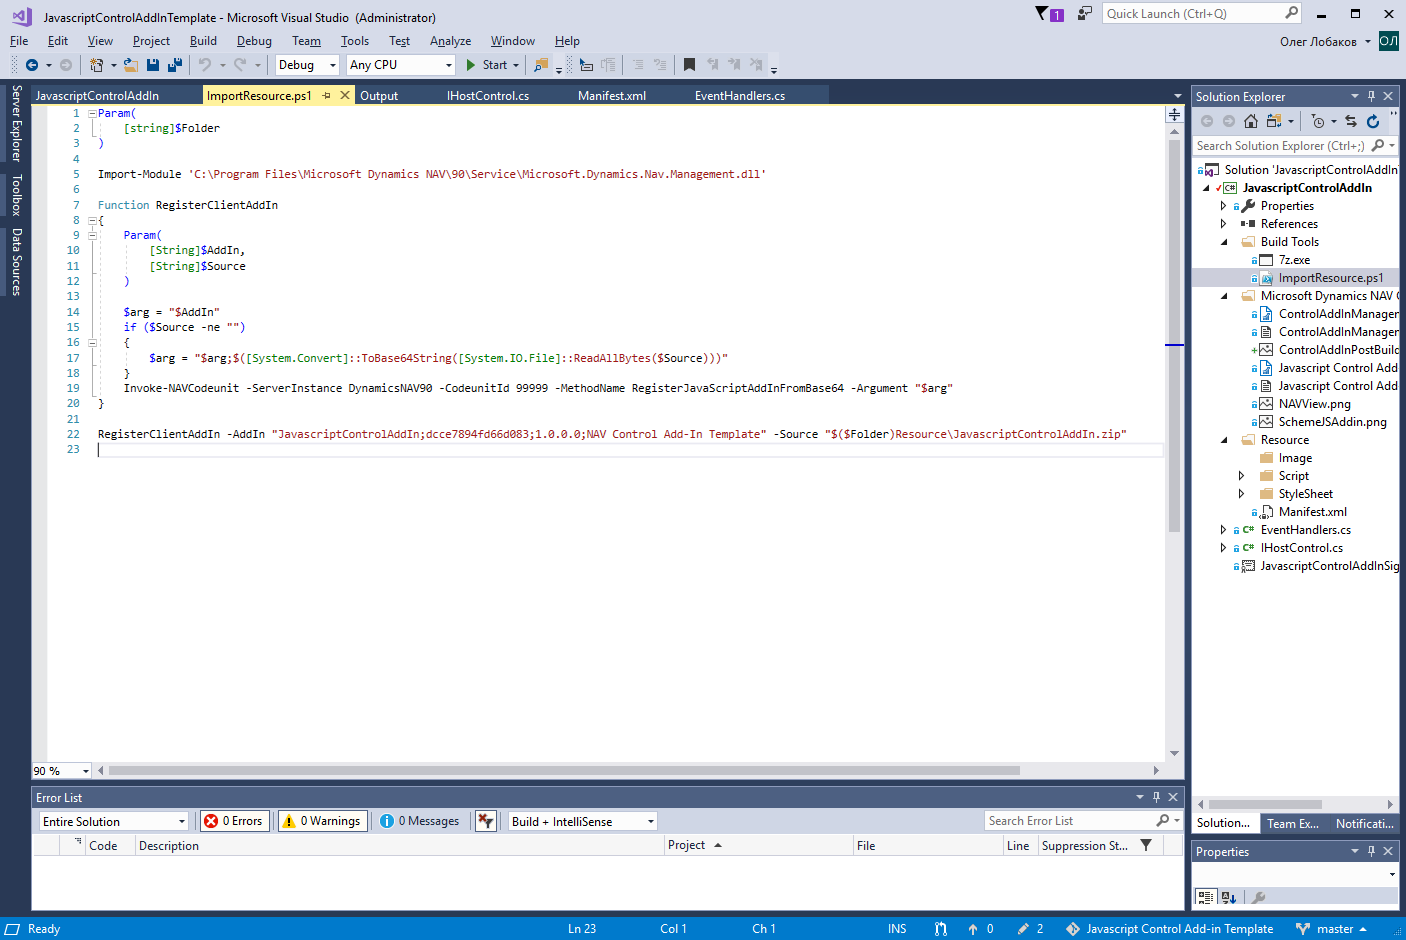 JavascriptControlAddInTemplate - Microsoft Visual Studio (Administrator)
1
Quick Launch (Ctrl+Q)
File Edit View Project Build Debug Team Tools Test Analyze Window Help
Олег Лобаков ОЛ
Debug Any CPU Start
Server Explorer
Toolbox
Data Sources
JavascriptControlAddIn ImportResource.ps1 Output IHostControl.cs Manifest.xml EventHandlers.cs
1 Param(
2 [string]$Folder
3 )
4
5 Import-Module 'C:\Program Files\Microsoft Dynamics NAV\90\Service\Microsoft.Dynamics.Nav.Management.dll'
6
7 Function RegisterClientAddIn
8 {
9 Param(
10 [String]$AddIn,
11 [String]$Source
12 )
13
14 $arg = "$AddIn"
15 if ($Source -ne "")
16 {
17 $arg = "$arg;$([System.Convert]::ToBase64String([System.IO.File]::ReadAllBytes($Source)))"
18 }
19 Invoke-NAVCodeunit -ServerInstance DynamicsNAV90 -CodeunitId 99999 -MethodName RegisterJavaScriptAddInFromBase64 -Argument "$arg"
20 }
21
22 RegisterClientAddIn -AddIn "JavascriptControlAddIn;dcce7894fd66d083;1.0.0.0;NAV Control Add-In Template" -Source "$($Folder)Resource\JavascriptControlAddIn.zip"
23
90 %
Solution Explorer
Search Solution Explorer (Ctrl+;)
Solution 'JavascriptControlAddIn
JavascriptControlAddIn
Properties
References
Build Tools
7z.exe
ImportResource.ps1
Microsoft Dynamics NAV C
ControlAddInManager
ControlAddInManager
ControlAddInPostBuild
Javascript Control Add
Javascript Control Add
NAVView.png
SchemeJSAddin.png
Resource
Image
Script
StyleSheet
Manifest.xml
C# EventHandlers.cs
C# IHostControl.cs
JavascriptControlAddInSig
Solution... Team Ex... Notificati...
Properties
Error List
Entire Solution 0 Errors 0 Warnings 0 Messages Build + IntelliSense Search Error List
Code Description Project File Line Suppression St...
Ready Ln 23 Col 1 Ch 1 INS 0 2 Javascript Control Add-in Template master